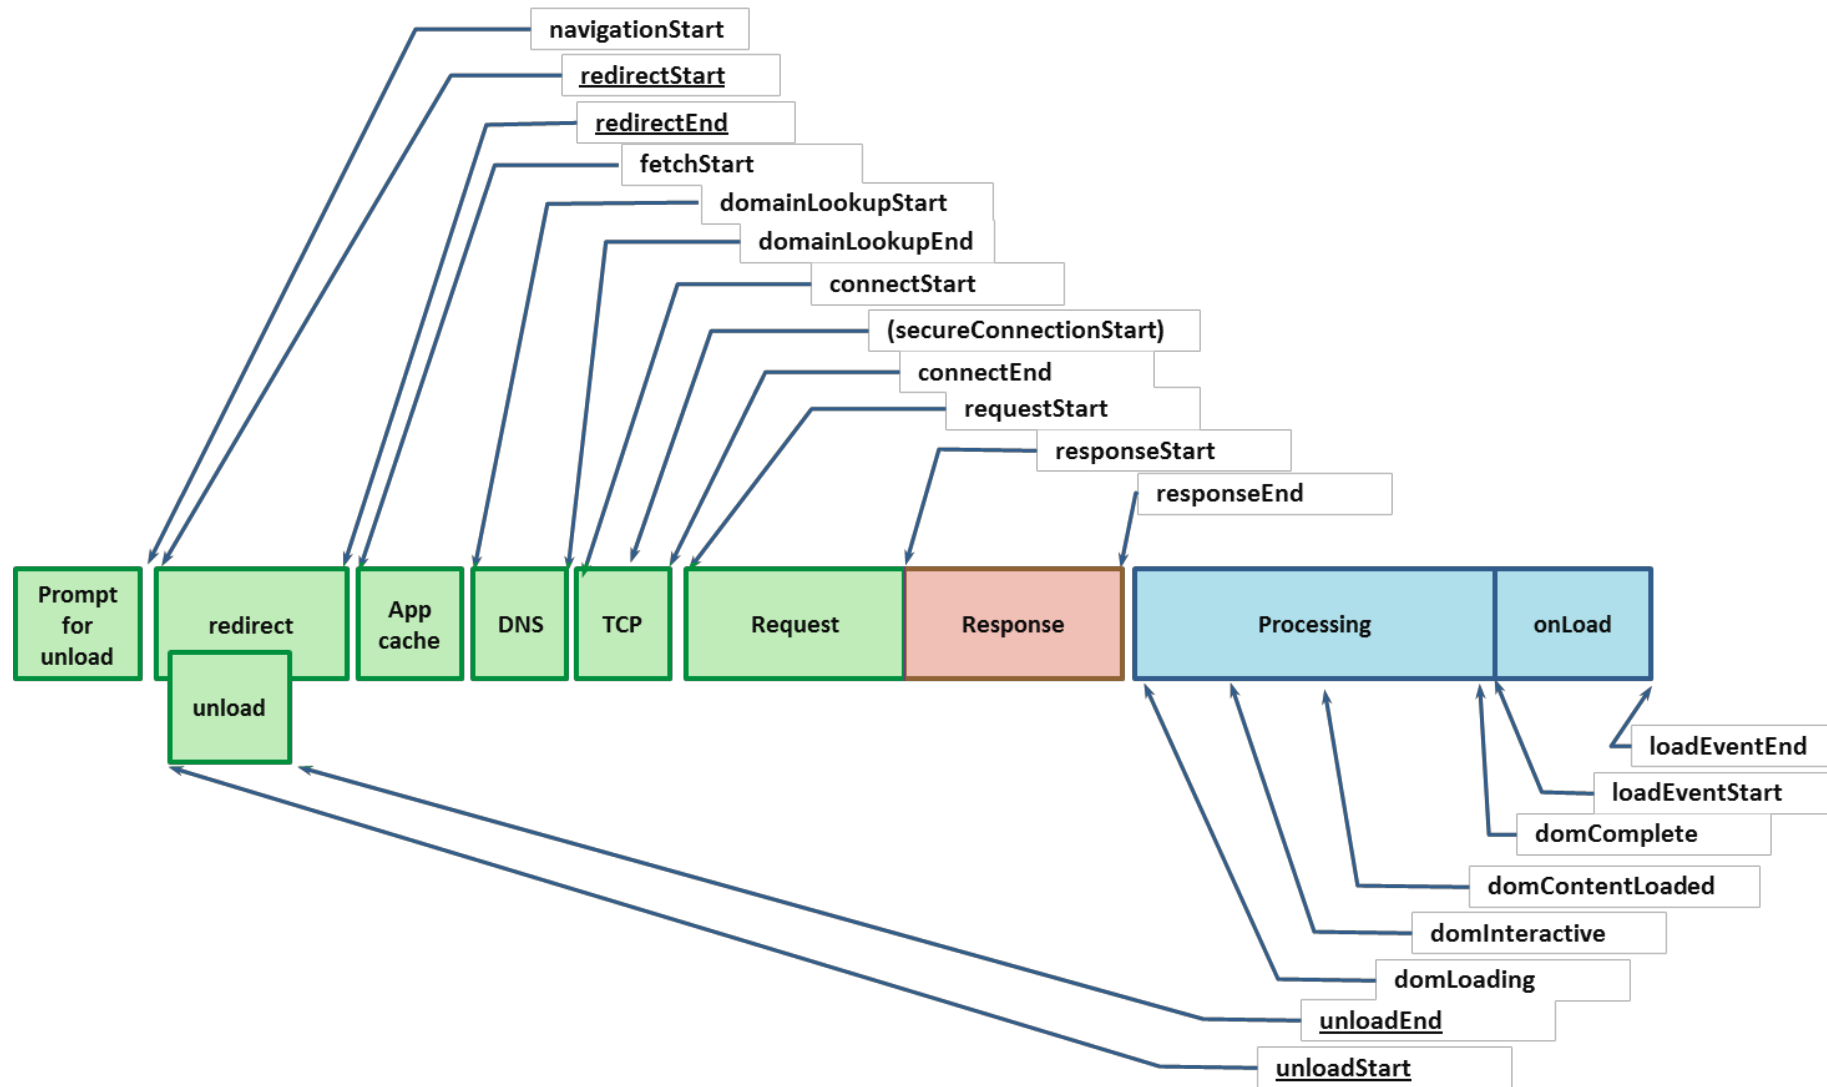 navigationStart
redirectStart
redirectEnd
fetchStart
domainLookupStart
domainLookupEnd
connectStart
(secureConnectionStart)
connectEnd
requestStart
responseStart
responseEnd
Prompt
for
unload
redirect
unload
App
cache
DNS
TCP
Request
Response
Processing
onLoad
loadEventEnd
loadEventStart
domComplete
domContentLoaded
domInteractive
domLoading
unloadEnd
unloadStart